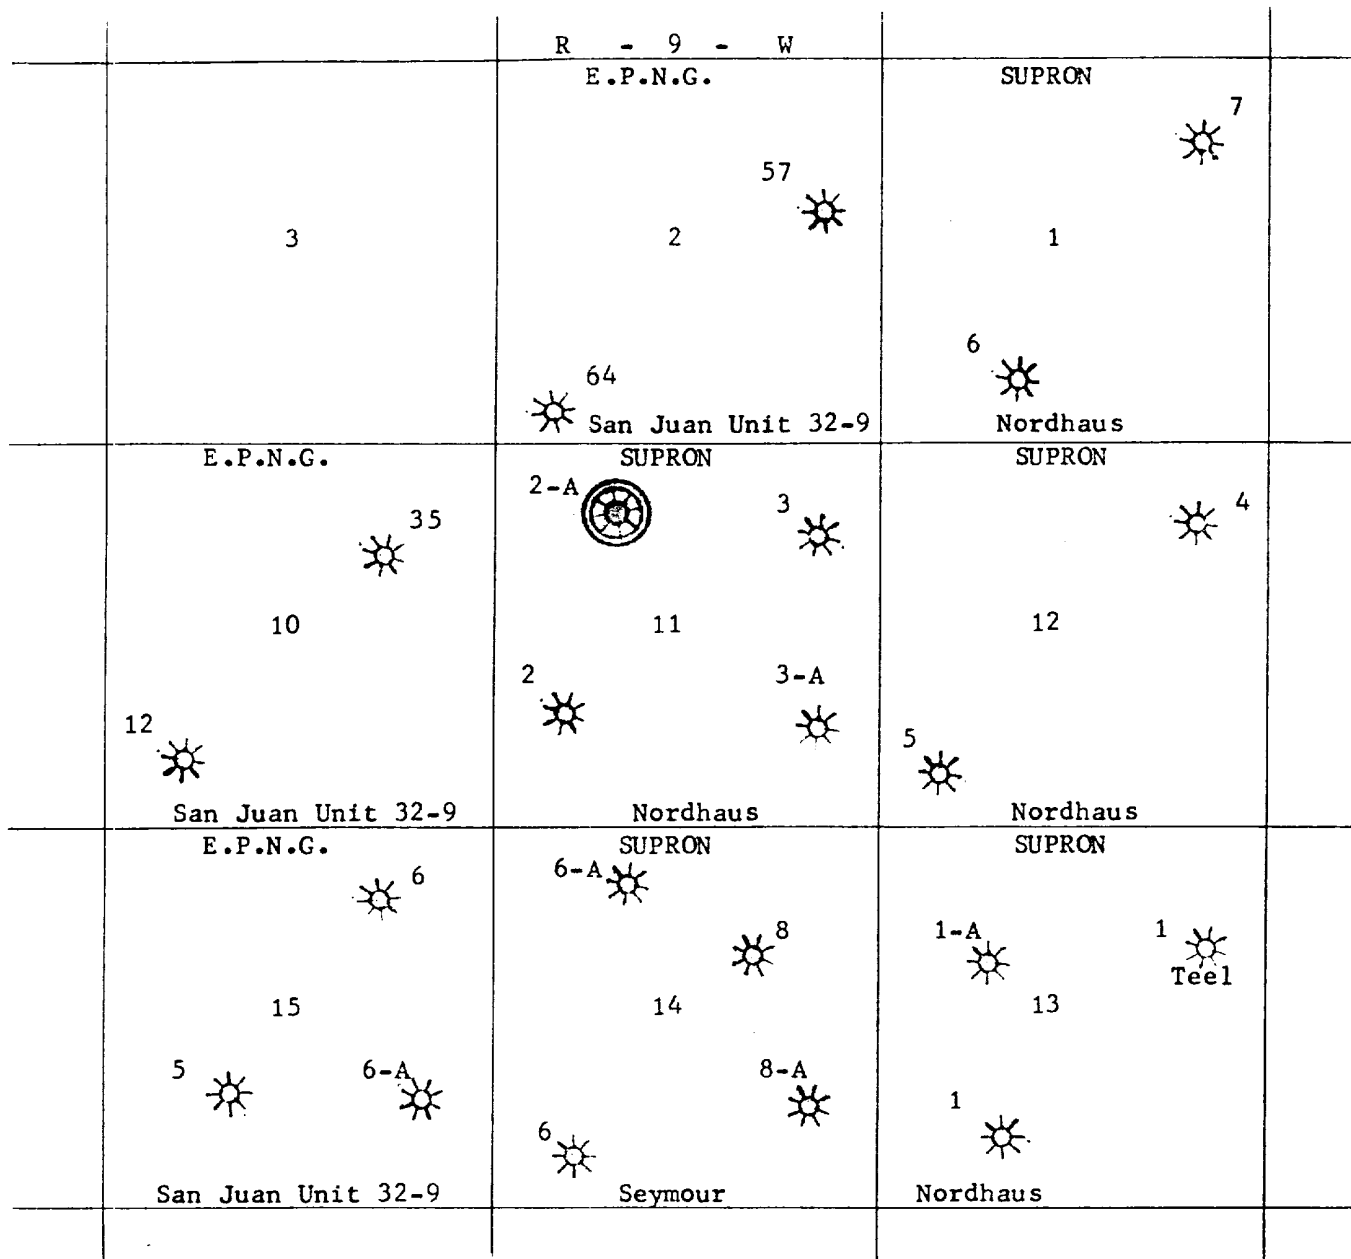 R - 9 - W
E.P.N.G.
SUPRON
7
57
3
2
1
6
64
San Juan Unit 32-9
Nordhaus
E.P.N.G.
SUPRON
SUPRON
2-A
3
4
35
10
11
12
2
3-A
12
5
San Juan Unit 32-9
Nordhaus
Nordhaus
E.P.N.G.
SUPRON
SUPRON
6-A
6
8
1-A
1
Teel
15
14
13
5
6-A
8-A
1
6
San Juan Unit 32-9
Seymour
Nordhaus